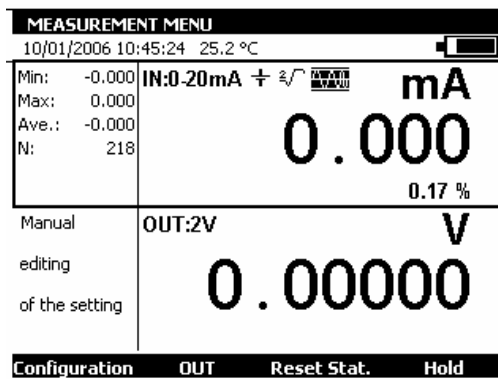 MEASUREMENT MENU
10/01/2006 10:45:24 25.2 °C
Min: -0.000
Max: 0.000
Ave.: -0.000
N: 218
IN:0-20mA
mA
0.000
0.17 %
Manual
editing
of the setting
OUT:2V
V
0.00000
Configuration OUT Reset Stat. Hold